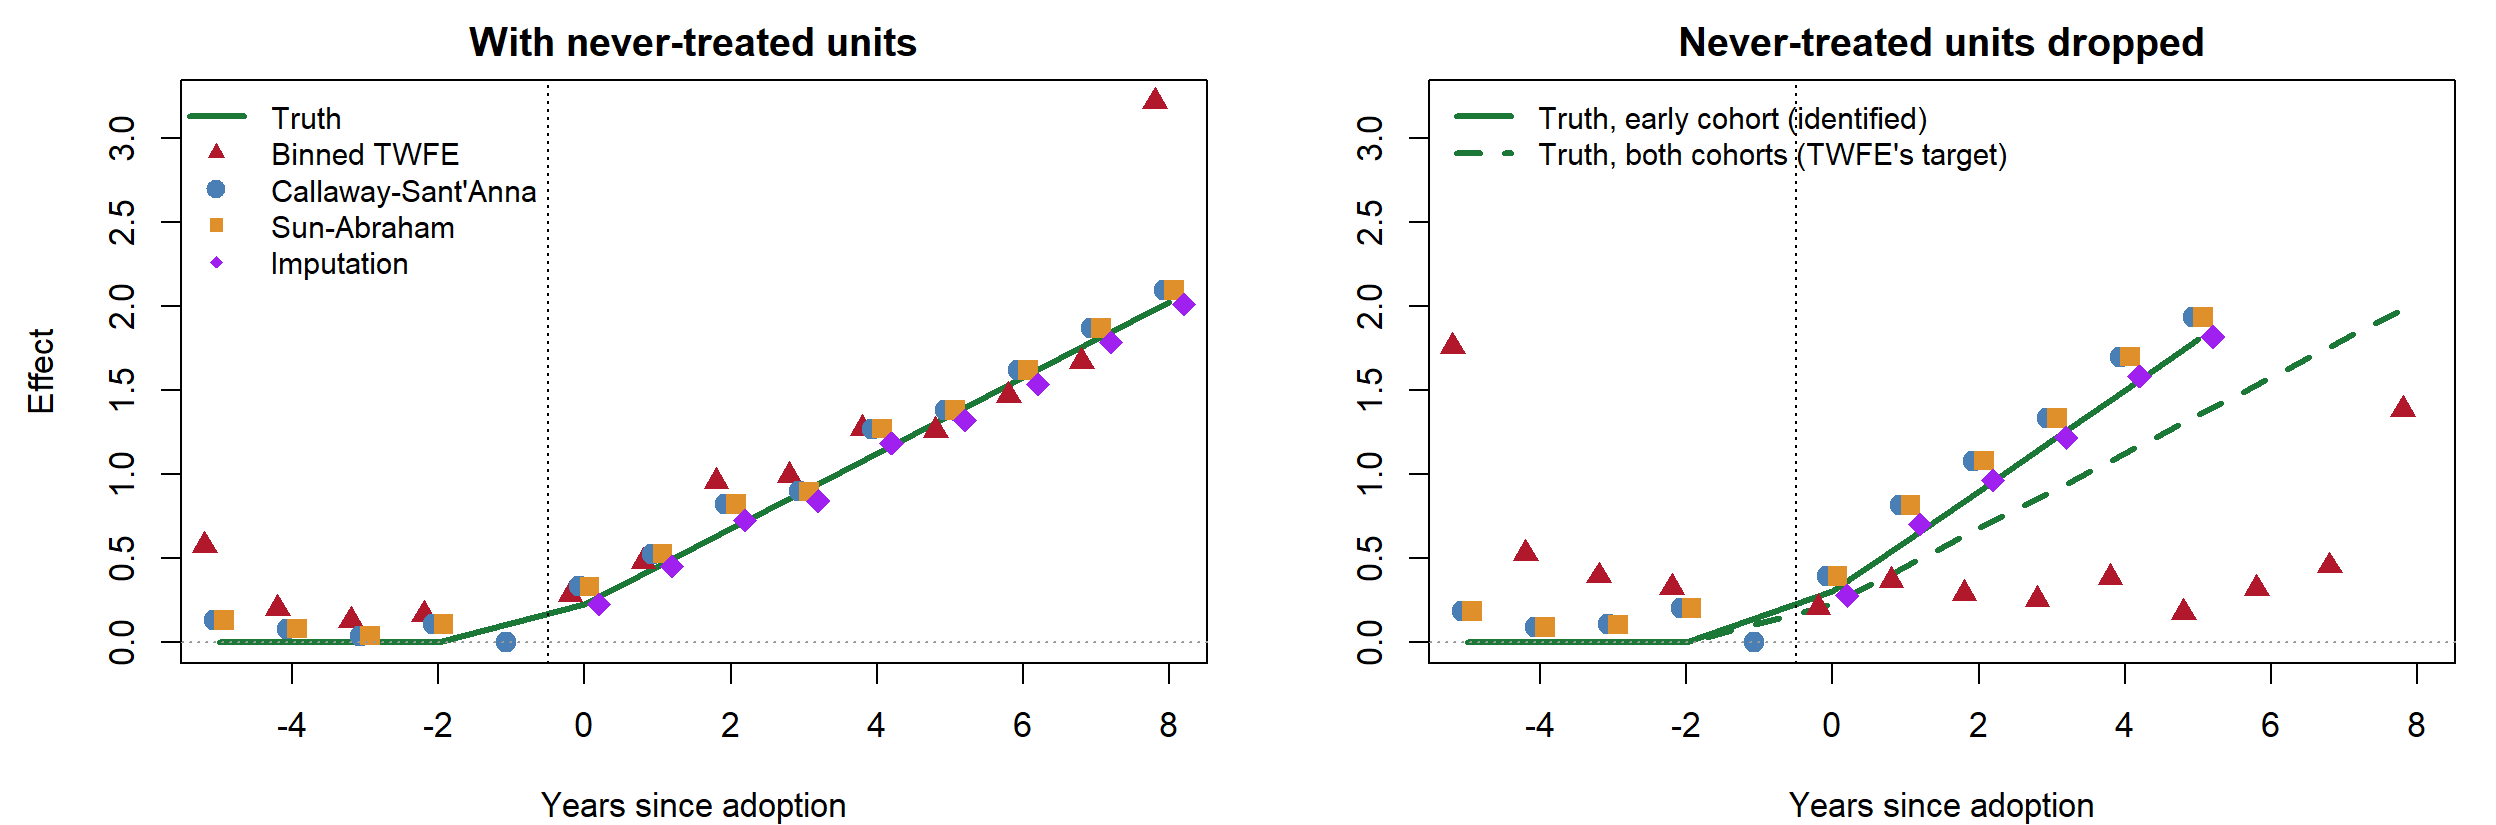 With never-treated units
Truth
Binned TWFE
Callaway-Sant'Anna
Sun-Abraham
Imputation
Effect
0.0 0.5 1.0 1.5 2.0 2.5 3.0
-4 -2 0 2 4 6 8
Years since adoption
Never-treated units dropped
Truth, early cohort (identified)
Truth, both cohorts (TWFE's target)
0.0 0.5 1.0 1.5 2.0 2.5 3.0
-4 -2 0 2 4 6 8
Years since adoption